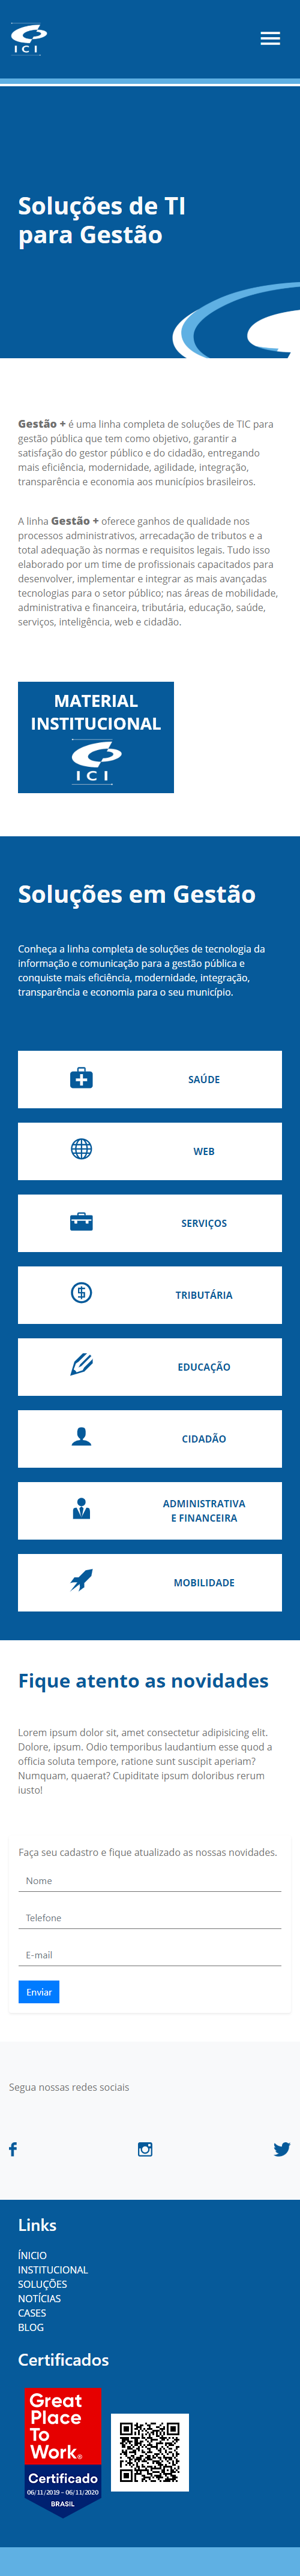 ICI
Soluções de TI
para Gestão
Gestão + é uma linha completa de soluções de TIC para
gestão pública que tem como objetivo, garantir a
satisfação do gestor público e do cidadão, entregando
mais eficiência, modernidade, agilidade, integração,
transparência e economia aos municípios brasileiros.
A linha Gestão + oferece ganhos de qualidade nos
processos administrativos, arrecadação de tributos e a
total adequação às normas e requisitos legais. Tudo isso
elaborado por um time de profissionais capacitados para
desenvolver, implementar e integrar as mais avançadas
tecnologias para o setor público; nas áreas de mobilidade,
administrativa e financeira, tributária, educação, saúde,
serviços, inteligência, web e cidadão.
MATERIAL
INSTITUCIONAL
ICI
Soluções em Gestão
Conheça a linha completa de soluções de tecnologia da
informação e comunicação para a gestão pública e
conquiste mais eficiência, modernidade, integração,
transparência e economia para o seu município.
SAÚDE
WEB
SERVIÇOS
TRIBUTÁRIA
EDUCAÇÃO
CIDADÃO
ADMINISTRATIVA
E FINANCEIRA
MOBILIDADE
Fique atento as novidades
Lorem ipsum dolor sit, amet consectetur adipisicing elit.
Dolore, ipsum. Odio temporibus laudantium esse quod a
officia soluta tempore, ratione sunt suscipit aperiam?
Numquam, quaerat? Cupiditate ipsum doloribus rerum
iusto!
Faça seu cadastro e fique atualizado as nossas novidades.
Nome
Telefone
E-mail
Enviar
Segua nossas redes sociais
Links
ÍNICIO
INSTITUCIONAL
SOLUÇÕES
NOTÍCIAS
CASES
BLOG
Certificados
Great
Place
To
Work®
Certificado
06/11/2019 - 06/11/2020
BRASIL